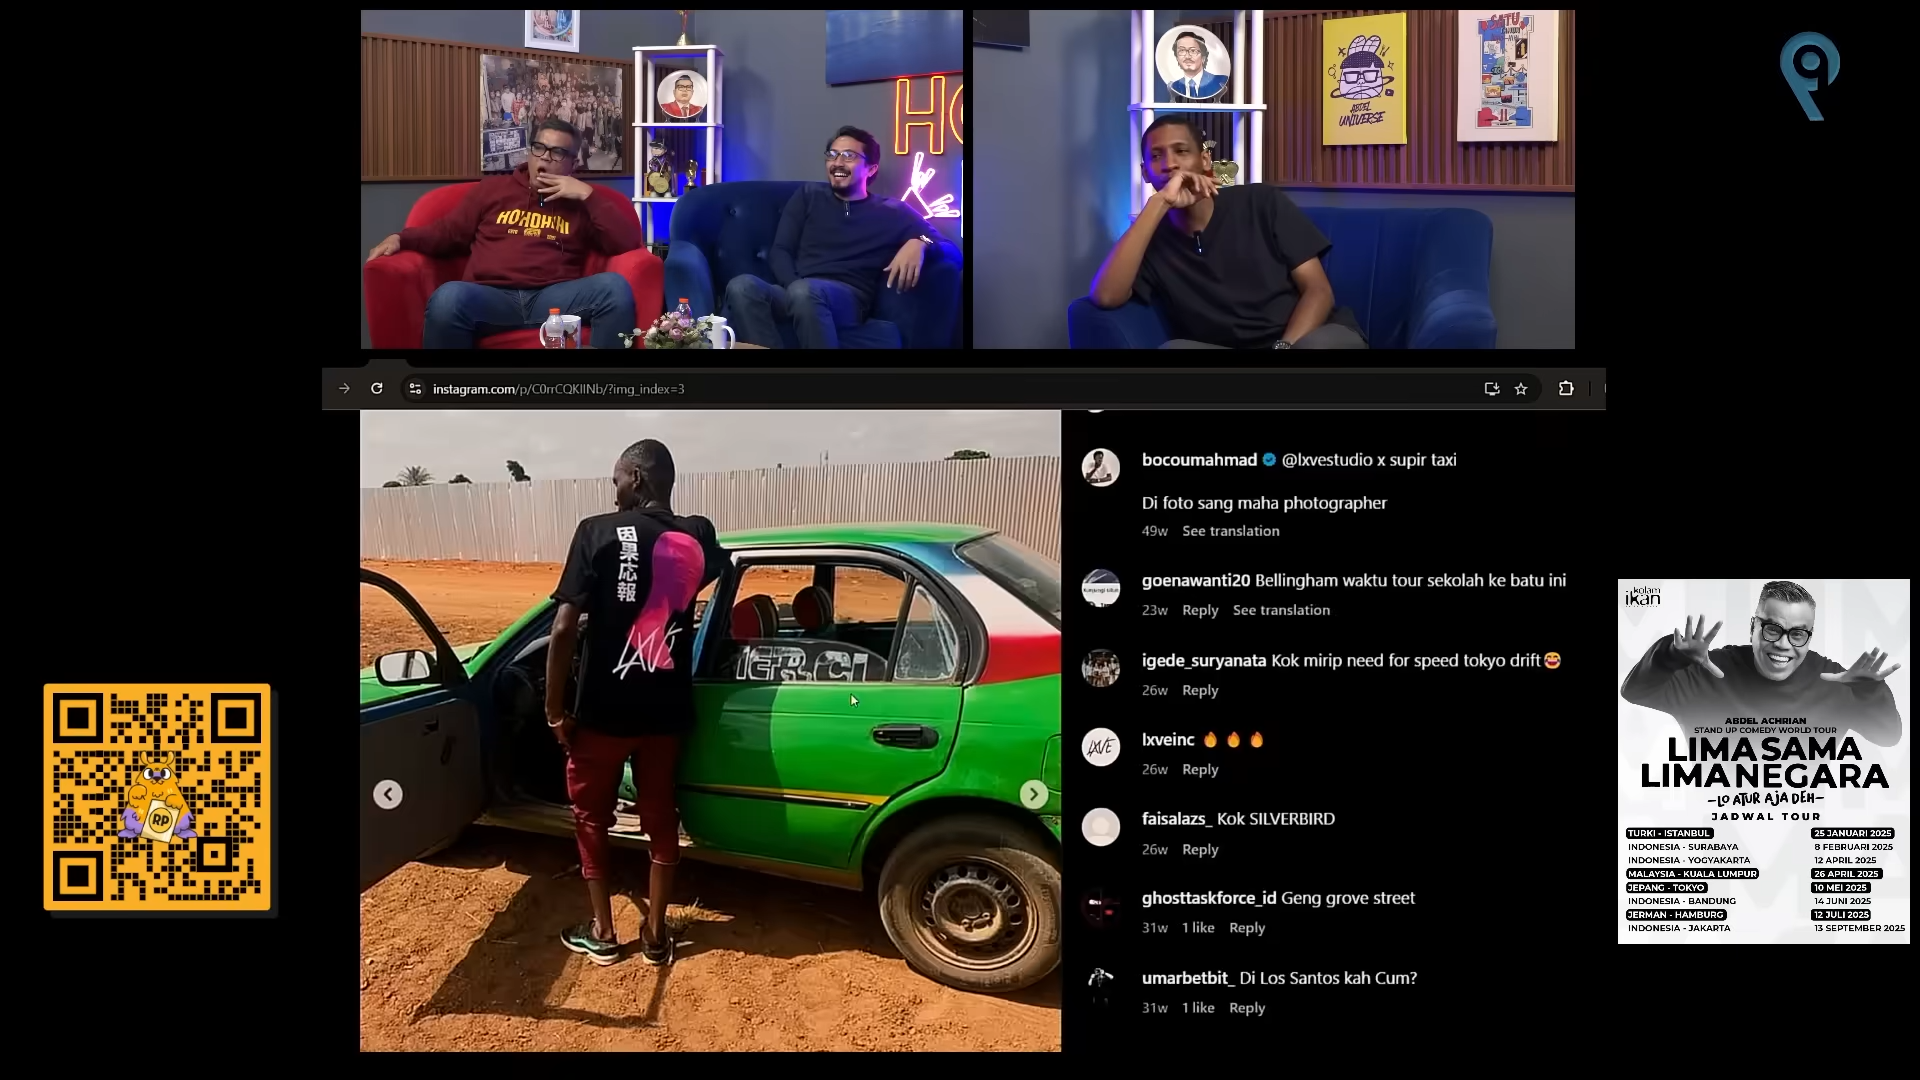 HOHOHIHI
HO
ABDEL
UNIVERSE
SATU
instagram.com/p/C0rrCQKIINb/?img_index=3
bocoumahmad @lxvestudio x supir taxi
Di foto sang maha photographer
49w See translation
goenawanti20 Bellingham waktu tour sekolah ke batu ini
23w Reply See translation
igede_suryanata Kok mirip need for speed tokyo drift😂
26w Reply
lxveinc 🔥 🔥 🔥
26w Reply
faisalazs_ Kok SILVERBIRD
26w Reply
ghosttaskforce_id Geng grove street
31w 1 like Reply
umarbetbit_ Di Los Santos kah Cum?
31w 1 like Reply
因果応報
LXVE
MERCI
LXVE
RP
kolam
ikan
ABDEL ACHRIAN
STAND UP COMEDY WORLD TOUR
LIMA SAMA
LIMA NEGARA
-LO ATUR AJA DEH-
JADWAL TOUR
TURKI - ISTANBUL 25 JANUARI 2025
INDONESIA - SURABAYA 8 FEBRUARI 2025
INDONESIA - YOGYAKARTA 12 APRIL 2025
MALAYSIA - KUALA LUMPUR 26 APRIL 2025
JEPANG - TOKYO 10 MEI 2025
INDONESIA - BANDUNG 14 JUNI 2025
JERMAN - HAMBURG 12 JULI 2025
INDONESIA - JAKARTA 13 SEPTEMBER 2025